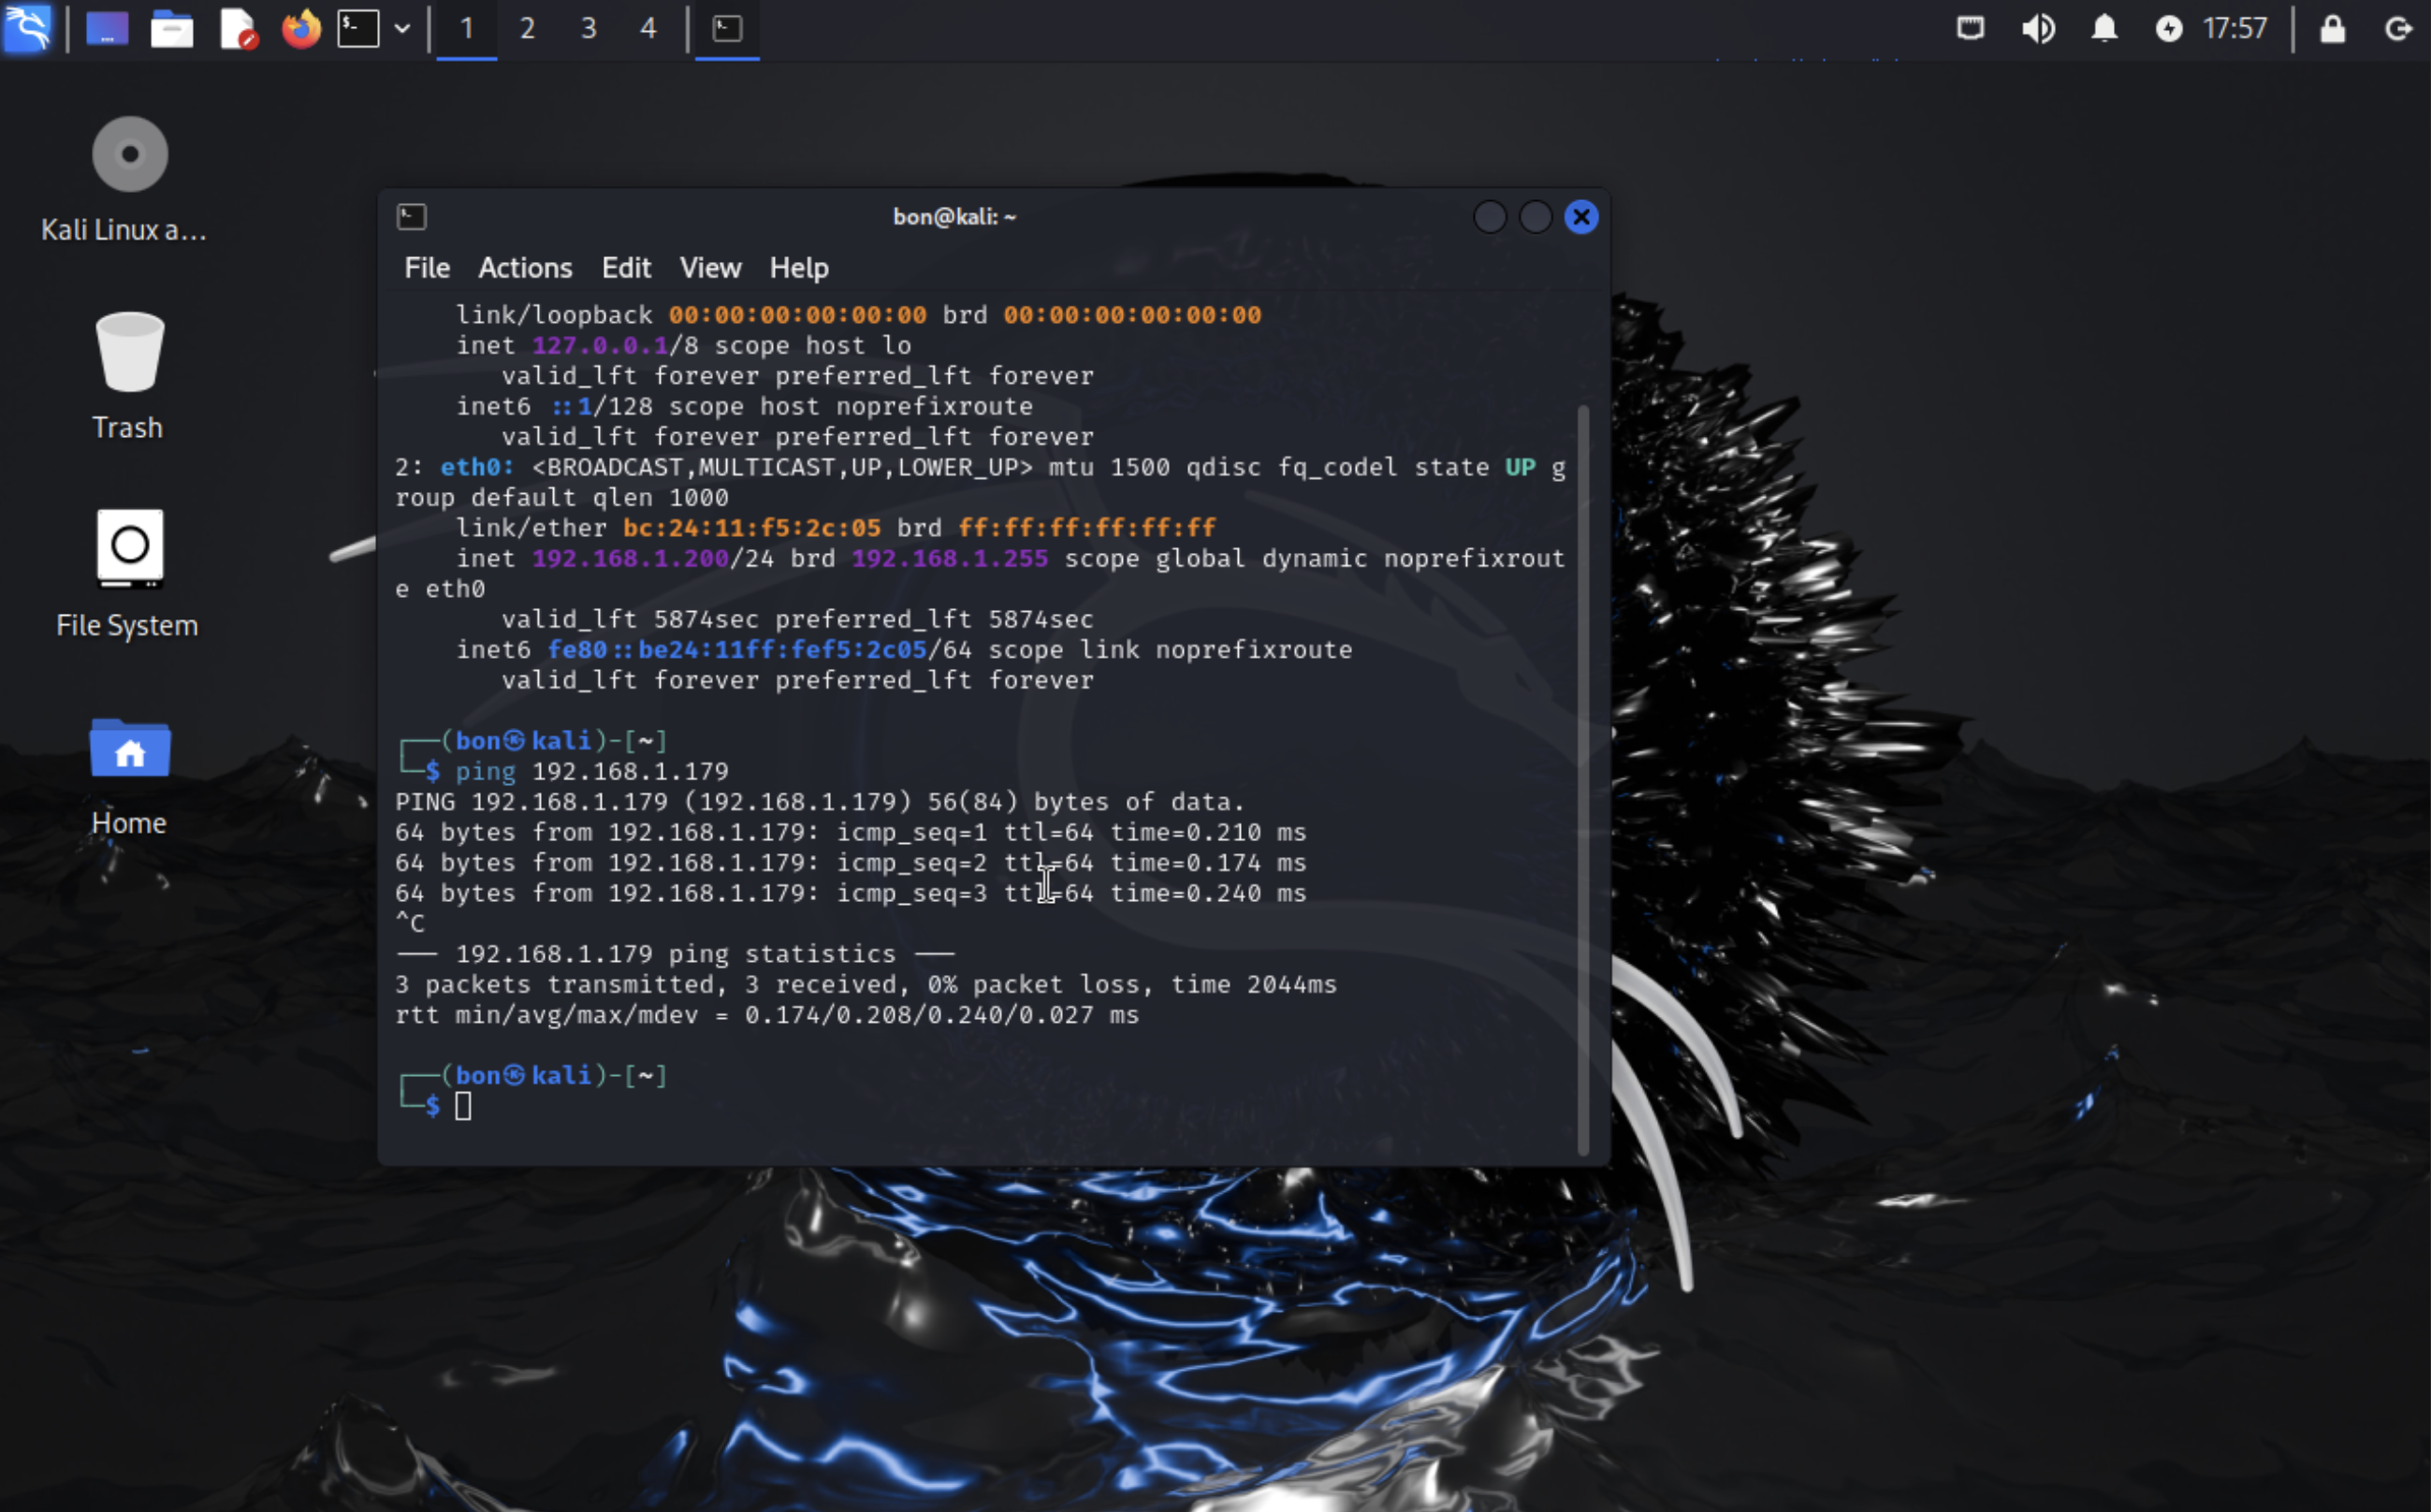 1 2 3 4 17:57
Kali Linux a...
Trash
File System
Home
bon@kali: ~
File Actions Edit View Help
link/loopback 00:00:00:00:00:00 brd 00:00:00:00:00:00
inet 127.0.0.1/8 scope host lo
valid_lft forever preferred_lft forever
inet6 ::1/128 scope host noprefixroute
valid_lft forever preferred_lft forever
2: eth0: <BROADCAST,MULTICAST,UP,LOWER_UP> mtu 1500 qdisc fq_codel state UP g
roup default qlen 1000
link/ether bc:24:11:f5:2c:05 brd ff:ff:ff:ff:ff:ff
inet 192.168.1.200/24 brd 192.168.1.255 scope global dynamic noprefixrout
e eth0
valid_lft 5874sec preferred_lft 5874sec
inet6 fe80::be24:11ff:fef5:2c05/64 scope link noprefixroute
valid_lft forever preferred_lft forever
┌──(bon㉿kali)-[~]
└─$ ping 192.168.1.179
PING 192.168.1.179 (192.168.1.179) 56(84) bytes of data.
64 bytes from 192.168.1.179: icmp_seq=1 ttl=64 time=0.210 ms
64 bytes from 192.168.1.179: icmp_seq=2 ttl=64 time=0.174 ms
64 bytes from 192.168.1.179: icmp_seq=3 ttl=64 time=0.240 ms
^C
--- 192.168.1.179 ping statistics ---
3 packets transmitted, 3 received, 0% packet loss, time 2044ms
rtt min/avg/max/mdev = 0.174/0.208/0.240/0.027 ms
┌──(bon㉿kali)-[~]
└─$